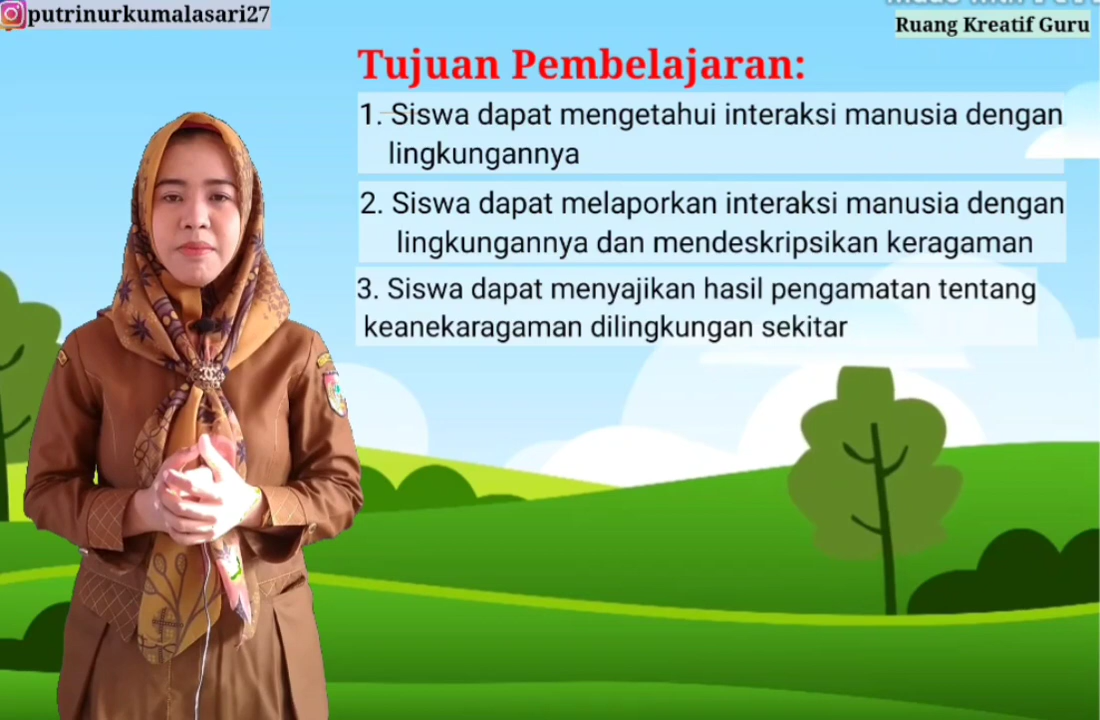 putrinurkumalasari27
Ruang Kreatif Guru
Tujuan Pembelajaran:
1. Siswa dapat mengetahui interaksi manusia dengan
lingkungannya
2. Siswa dapat melaporkan interaksi manusia dengan
lingkungannya dan mendeskripsikan keragaman
3. Siswa dapat menyajikan hasil pengamatan tentang
keanekaragaman dilingkungan sekitar